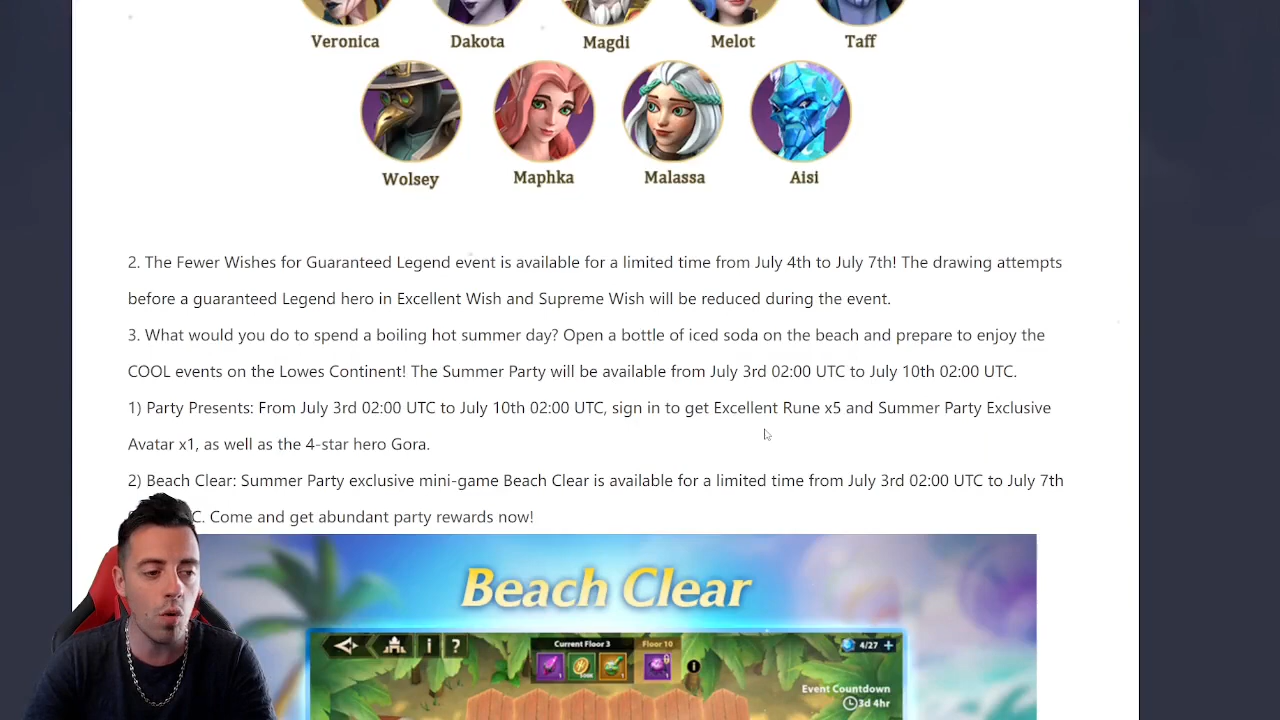 Veronica Dakota Magdi Melot Taff
Wolsey Maphka Malassa Aisi
2. The Fewer Wishes for Guaranteed Legend event is available for a limited time from July 4th to July 7th! The drawing attempts
before a guaranteed Legend hero in Excellent Wish and Supreme Wish will be reduced during the event.
3. What would you do to spend a boiling hot summer day? Open a bottle of iced soda on the beach and prepare to enjoy the
COOL events on the Lowes Continent! The Summer Party will be available from July 3rd 02:00 UTC to July 10th 02:00 UTC.
1) Party Presents: From July 3rd 02:00 UTC to July 10th 02:00 UTC, sign in to get Excellent Rune x5 and Summer Party Exclusive
Avatar x1, as well as the 4-star hero Gora.
2) Beach Clear: Summer Party exclusive mini-game Beach Clear is available for a limited time from July 3rd 02:00 UTC to July 7th
C. Come and get abundant party rewards now!
Beach Clear
i ? Current Floor 3 Floor 10 4/27 +
Event Countdown
3d 4hr